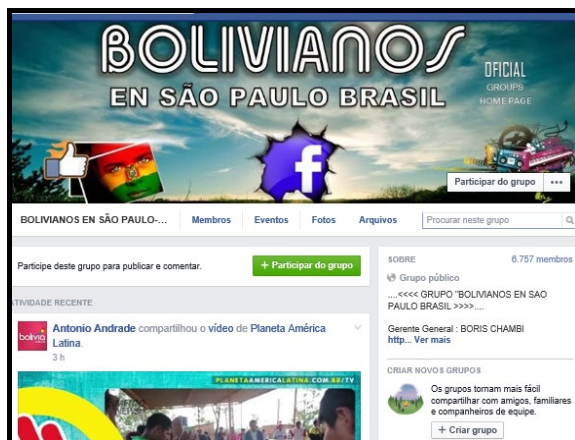 BOLIVIANOS
EN SÃO PAULO BRASIL
OFICIAL
GROUPS
HOME PAGE
f
Participar do grupo
BOLIVIANOS EN SÃO PAULO-...
Membros
Eventos
Fotos
Arquivos
Procurar neste grupo
Participe deste grupo para publicar e comentar.
+ Participar do grupo
ATIVIDADE RECENTE
bolivia
Antonio Andrade compartilhou o vídeo de Planeta América
Latina.
3 h
PLANETAAMERICALATINA.COM.BR/TV
SOBRE
6.757 membros
Grupo público
....<<<< GRUPO "BOLIVIANOS EN SAO
PAULO BRASIL >>>>....
Gerente General : BORIS CHAMBI
http... Ver mais
CRIAR NOVOS GRUPOS
Os grupos tornam mais fácil
compartilhar com amigos, familiares
e companheiros de equipe.
+ Criar grupo